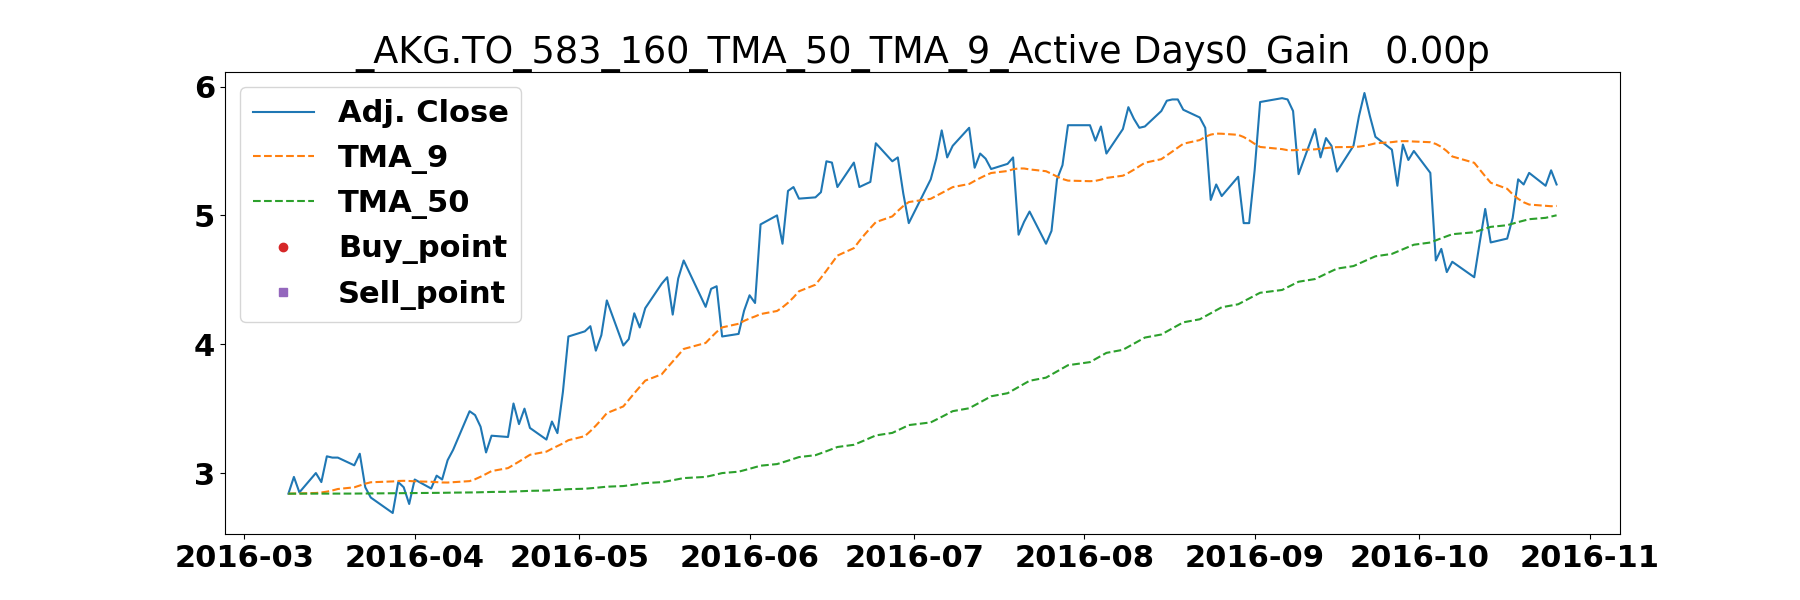 _AKG.TO_583_160_TMA_50_TMA_9_Active Days0_Gain   0.00p
6
5
4
3
Adj. Close
TMA_9
TMA_50
Buy_point
Sell_point
2016-03 2016-04 2016-05 2016-06 2016-07 2016-08 2016-09 2016-10 2016-11